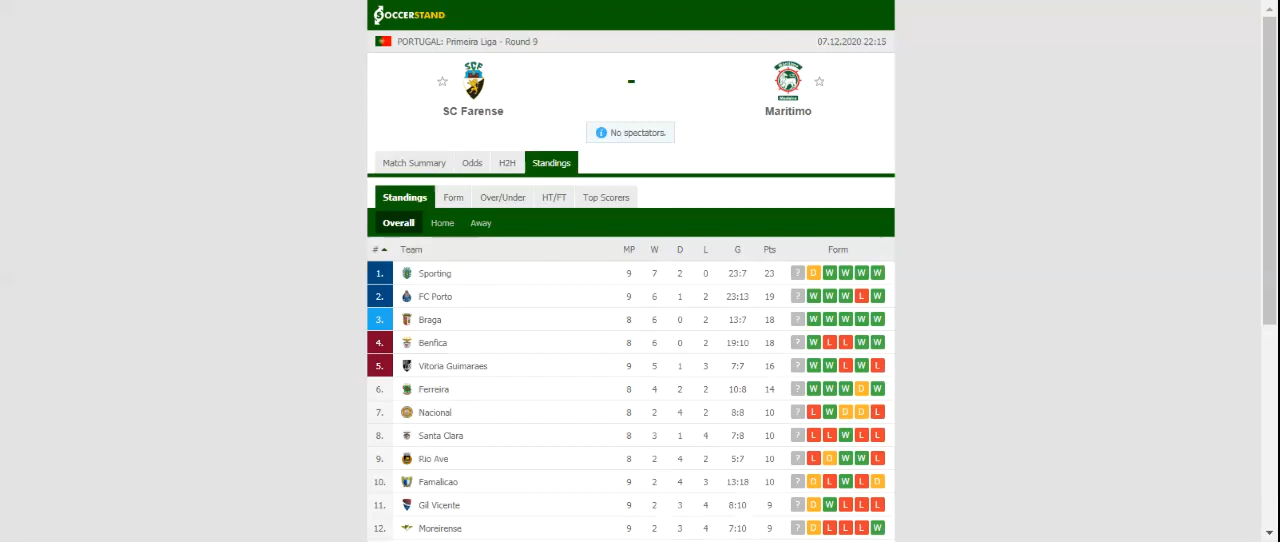 SOCCERSTAND
PORTUGAL: Primeira Liga - Round 9 07.12.2020 22:15
SCF Maritimo
-
Madeira
SC Farense Maritimo
No spectators.
Match Summary Odds H2H Standings
Standings Form Over/Under HT/FT Top Scorers
Overall Home Away
# Team MP W D L G Pts Form
1. Sporting 9 7 2 0 23:7 23 ? D W W W W
2. FC Porto 9 6 1 2 23:13 19 ? W W W L W
3. Braga 8 6 0 2 13:7 18 ? W W W W W
4. Benfica 8 6 0 2 19:10 18 ? W L L W W
5. Vitoria Guimaraes 9 5 1 3 7:7 16 ? W W L W L
6. Ferreira 8 4 2 2 10:8 14 ? W W W D W
7. Nacional 8 2 4 2 8:8 10 ? L W D D L
8. Santa Clara 8 3 1 4 7:8 10 ? L L W L L
9. Rio Ave 8 2 4 2 5:7 10 ? L D W W L
10. Famalicao 9 2 4 3 13:18 10 ? D L W L D
11. Gil Vicente 9 2 3 4 8:10 9 ? D W L L L
12. Moreirense 9 2 3 4 7:10 9 ? D L L L W